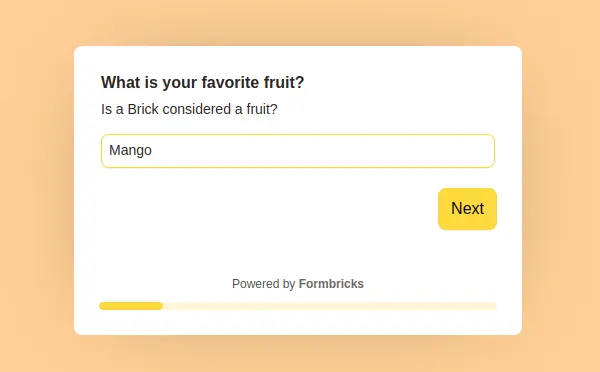 What is your favorite fruit?
Is a Brick considered a fruit?
Mango
Next
Powered by Formbricks